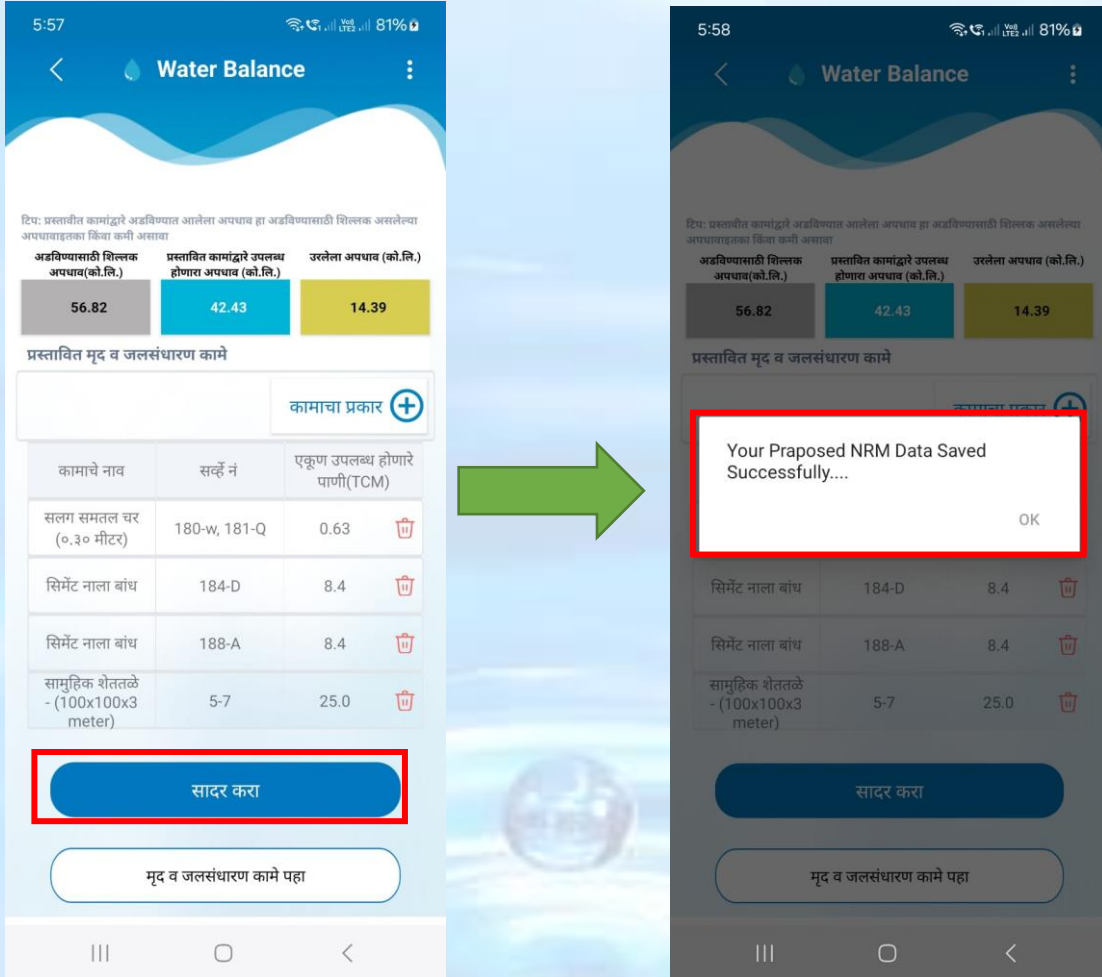 5:57
Vo)) LTE2 81%
Water Balance
टिप: प्रस्तावीत कामांद्वारे अडविण्यात आलेला अपधाव हा अडविण्यासाठी शिल्लक असलेल्या
अपधावाइतका किंवा कमी असावा
अडविण्यासाठी शिल्लक
अपधाव(को.लि.)
प्रस्तावित कामांद्वारे उपलब्ध
होणारा अपधाव (को.लि.)
उरलेला अपधाव (को.लि.)
56.82
42.43
14.39
प्रस्तावित मृद व जलसंधारण कामे
कामाचा प्रकार
कामाचे नाव
सर्व्हे नं
एकूण उपलब्ध होणारे
पाणी(TCM)
सलग समतल चर
(०.३० मीटर)
180-w, 181-Q
0.63
सिमेंट नाला बांध
184-D
8.4
सिमेंट नाला बांध
188-A
8.4
सामुहिक शेततळे
- (100x100x3
meter)
5-7
25.0
सादर करा
मृद व जलसंधारण कामे पहा
5:58
Vo)) LTE2 81%
Water Balance
टिप: प्रस्तावीत कामांद्वारे अडविण्यात आलेला अपधाव हा अडविण्यासाठी शिल्लक असलेल्या
अपधावाइतका किंवा कमी असावा
अडविण्यासाठी शिल्लक
अपधाव(को.लि.)
प्रस्तावित कामांद्वारे उपलब्ध
होणारा अपधाव (को.लि.)
उरलेला अपधाव (को.लि.)
56.82
42.43
14.39
प्रस्तावित मृद व जलसंधारण कामे
कामाचा प्रकार
Your Praposed NRM Data Saved
Successfully....
OK
सिमेंट नाला बांध
184-D
8.4
सिमेंट नाला बांध
188-A
8.4
सामुहिक शेततळे
- (100x100x3
meter)
5-7
25.0
सादर करा
मृद व जलसंधारण कामे पहा